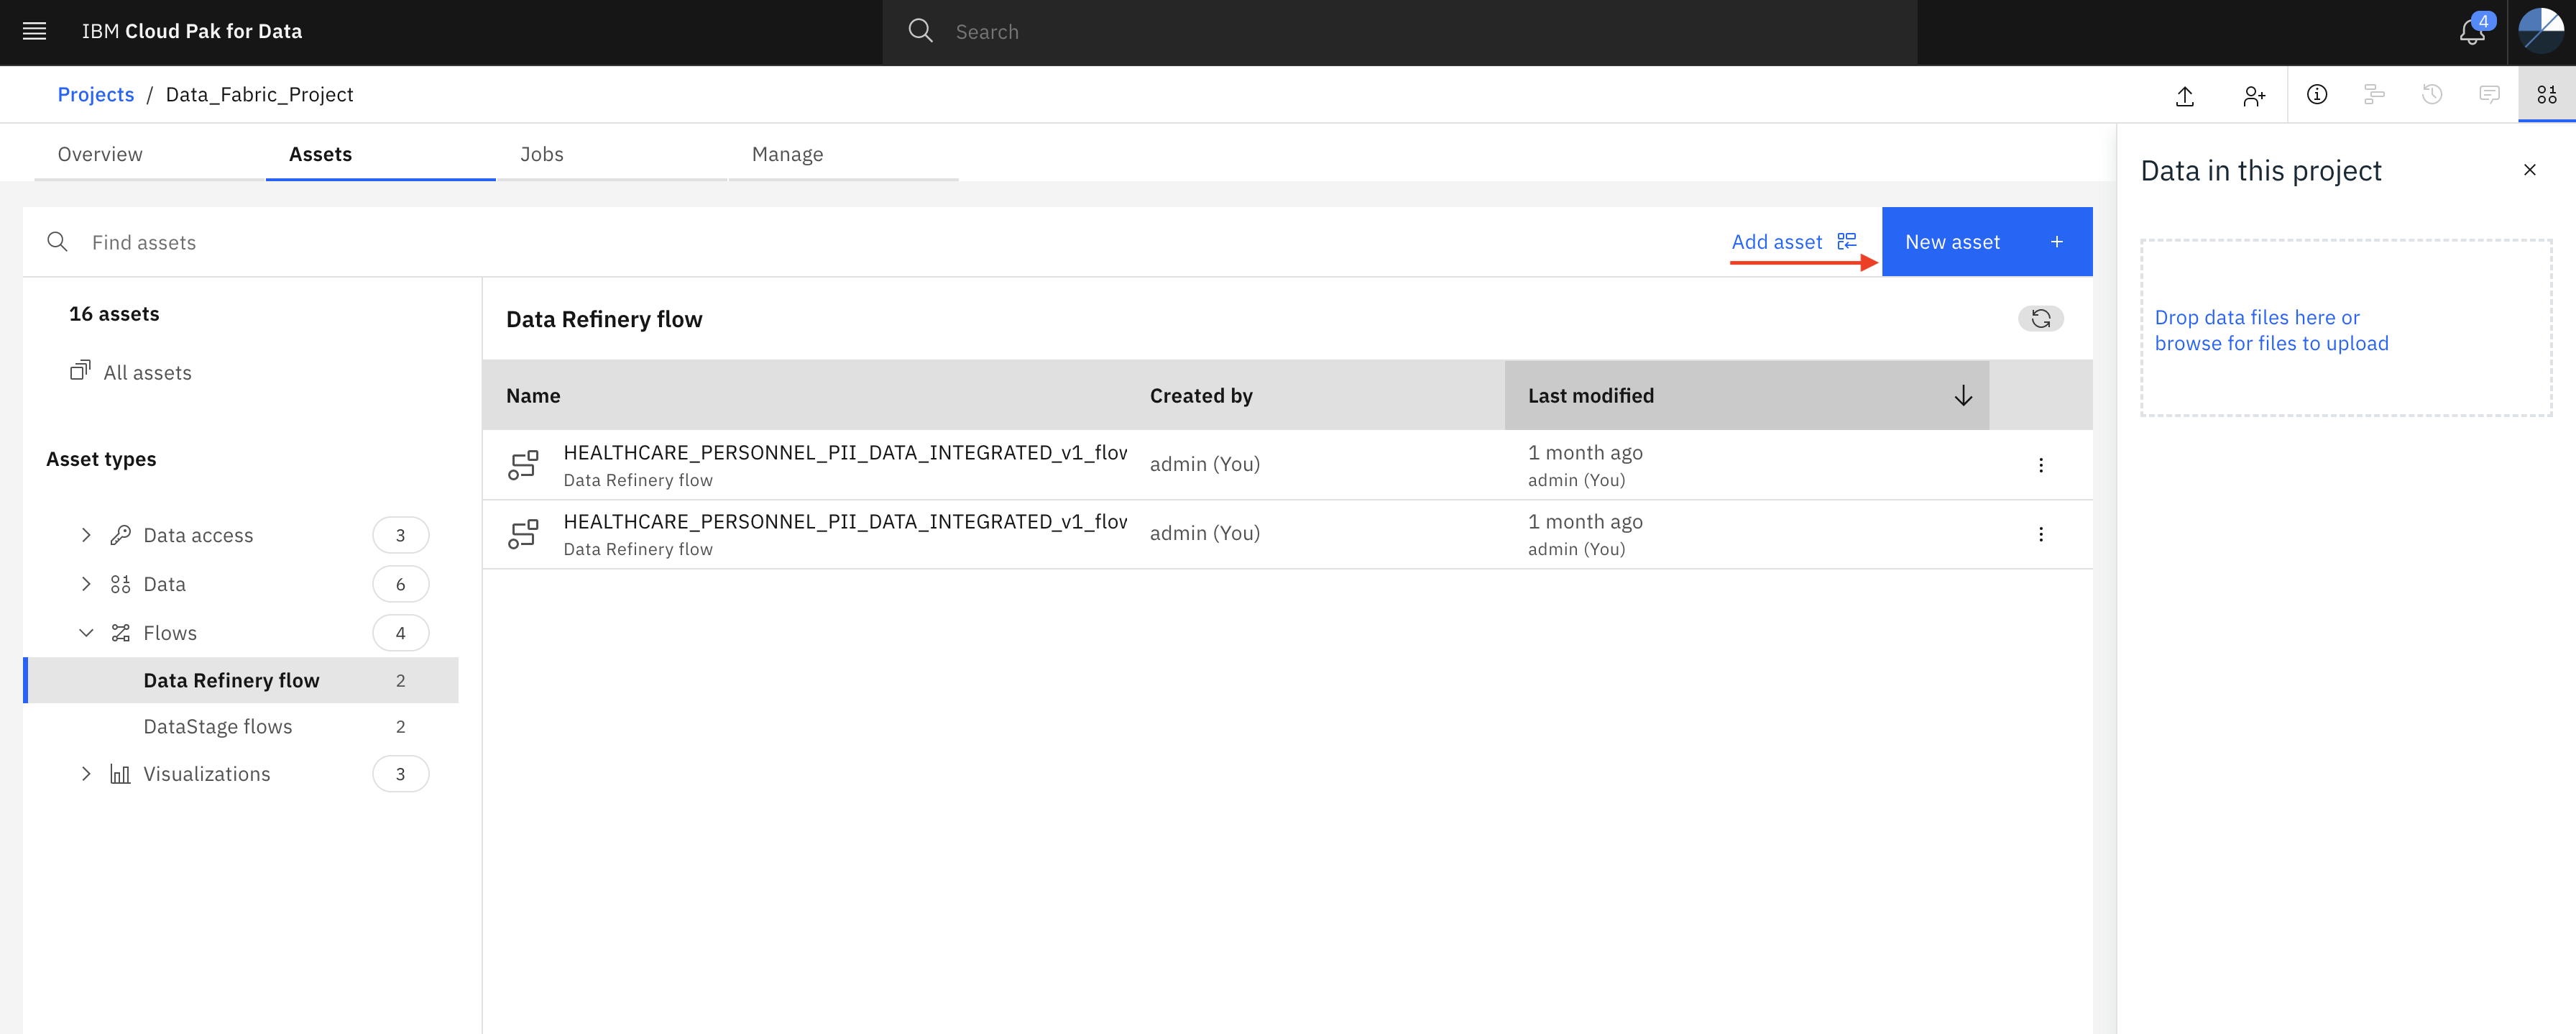 IBM Cloud Pak for Data
Search
4
Projects / Data_Fabric_Project
Overview
Assets
Jobs
Manage
Data in this project
Find assets
Add asset
New asset +
Drop data files here or
browse for files to upload
16 assets
All assets
Asset types
Data access 3
Data 6
Flows 4
Data Refinery flow 2
DataStage flows 2
Visualizations 3
Data Refinery flow
Name Created by Last modified
HEALTHCARE_PERSONNEL_PII_DATA_INTEGRATED_v1_flow admin (You) 1 month ago
Data Refinery flow admin (You)
HEALTHCARE_PERSONNEL_PII_DATA_INTEGRATED_v1_flow admin (You) 1 month ago
Data Refinery flow admin (You)